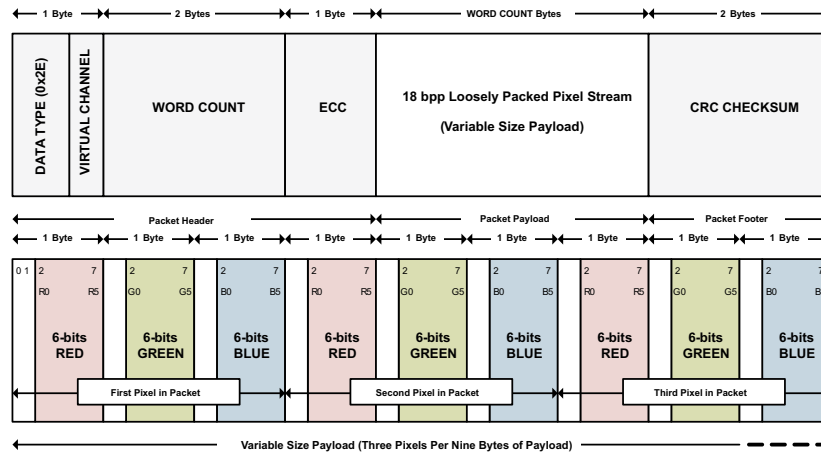 1 Byte 2 Bytes 1 Byte WORD COUNT Bytes 2 Bytes
DATA TYPE (0x2E)
VIRTUAL CHANNEL
WORD COUNT
ECC
18 bpp Loosely Packed Pixel Stream
(Variable Size Payload)
CRC CHECKSUM
Packet Header Packet Payload Packet Footer
1 Byte 1 Byte 1 Byte 1 Byte 1 Byte 1 Byte 1 Byte 1 Byte 1 Byte
0 1 2 7 2 7 2 7 2 7 2 7 2 7 2 7 2 7 2
R0 R5 G0 G5 B0 B5 R0 R5 G0 G5 B0 B5 R0 R5 G0 G5 B0
6-bits 6-bits 6-bits 6-bits 6-bits 6-bits 6-bits 6-bits 6-bits
RED GREEN BLUE RED GREEN BLUE RED GREEN BLUE
First Pixel in Packet Second Pixel in Packet Third Pixel in Packet
Variable Size Payload (Three Pixels Per Nine Bytes of Payload)